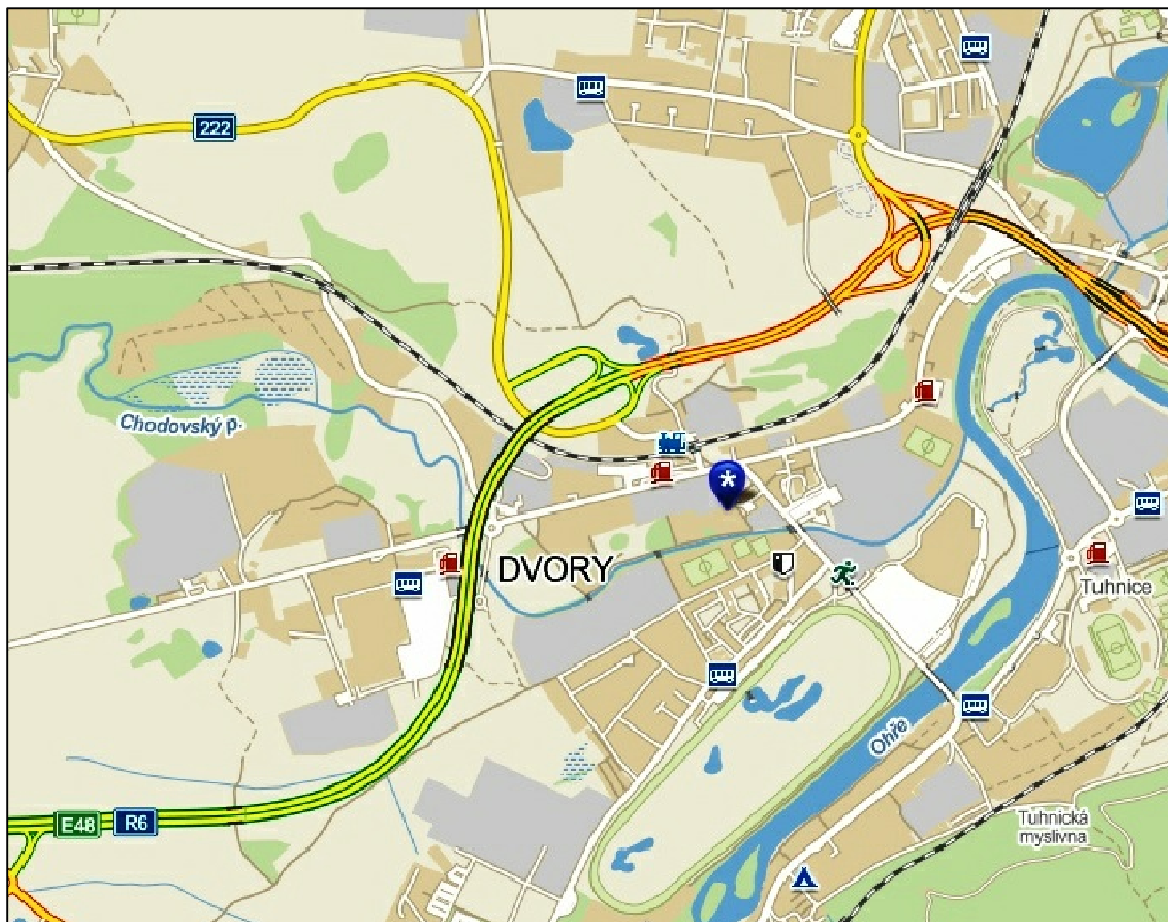 222
Chodovský p.
DVORY
Tuhnice
Ohře
E48
R6
Tuhnická
myslivna